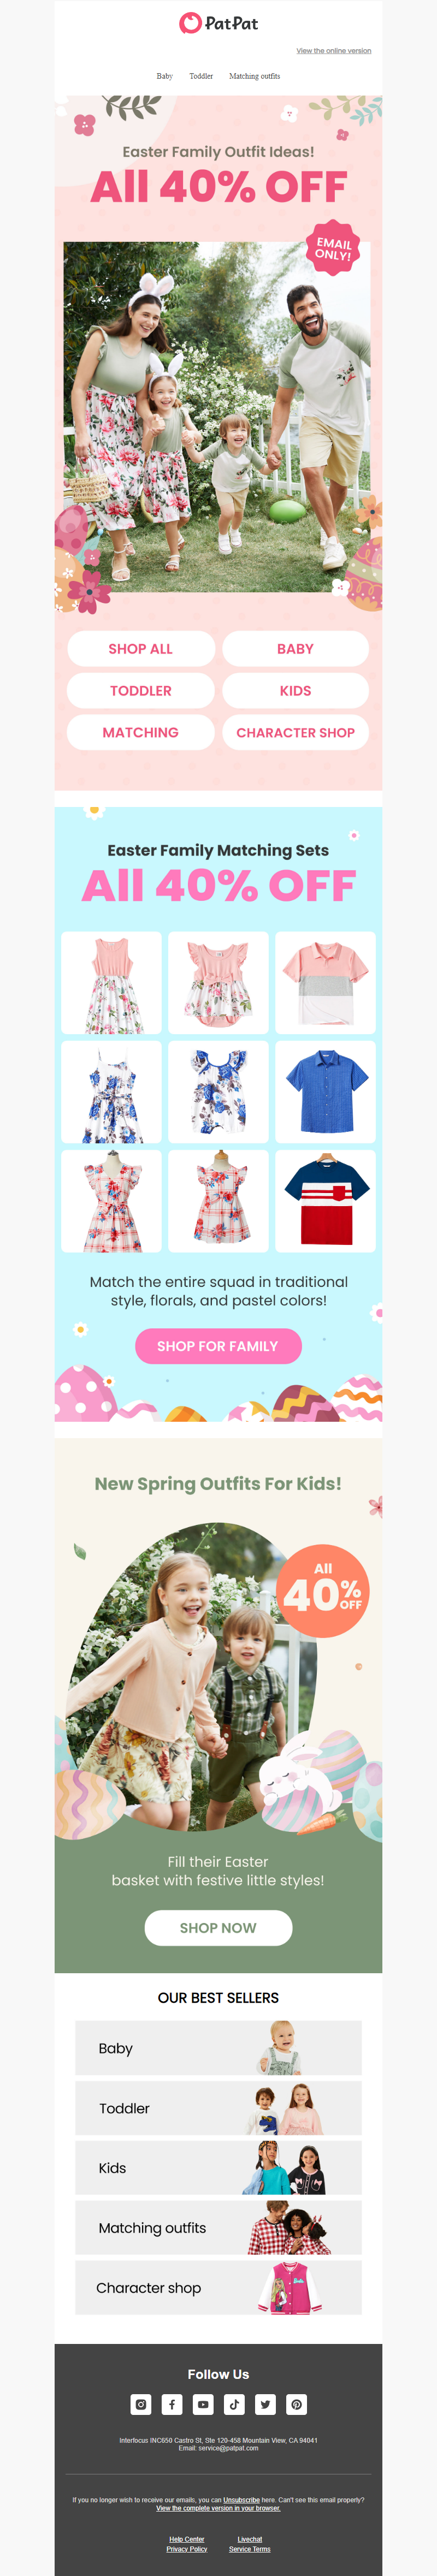 PatPat
View the online version
Baby Toddler Matching outfits
Easter Family Outfit Ideas!
All 40% OFF
EMAIL
ONLY!
SHOP ALL
BABY
TODDLER
KIDS
MATCHING
CHARACTER SHOP
Easter Family Matching Sets
All 40% OFF
Match the entire squad in traditional
style, florals, and pastel colors!
SHOP FOR FAMILY
New Spring Outfits For Kids!
All
40%
OFF
Fill their Easter
basket with festive little styles!
SHOP NOW
OUR BEST SELLERS
Baby
Toddler
Kids
Matching outfits
Character shop
Follow Us
Interfocus INC650 Castro St, Ste 120-458 Mountain View, CA 94041
Email: service@patpat.com
If you no longer wish to receive our emails, you can Unsubscribe here. Can't see this email properly?
View the complete version in your browser.
Help Center Livechat
Privacy Policy Service Terms